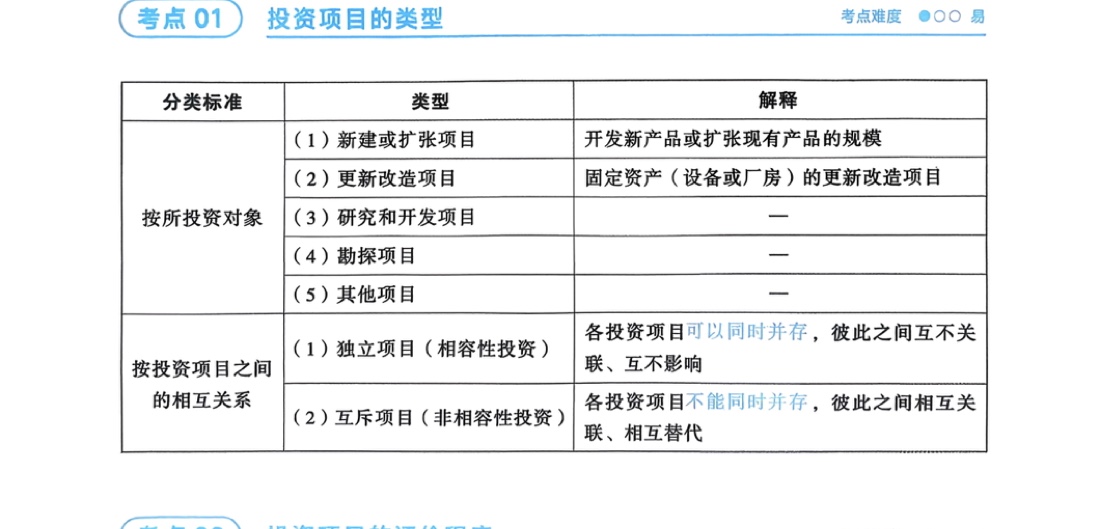 考点 01 投资项目的类型 考点难度 易
分类标准 类型 解释
按所投资对象
(1)新建或扩张项目 开发新产品或扩张现有产品的规模
(2)更新改造项目 固定资产(设备或厂房)的更新改造项目
(3)研究和开发项目 —
(4)勘探项目 —
(5)其他项目 —
按投资项目之间
的相互关系
(1)独立项目(相容性投资)
各投资项目可以同时并存,彼此之间互不关
联、互不影响
(2)互斥项目(非相容性投资)
各投资项目不能同时并存,彼此之间相互关
联、相互替代